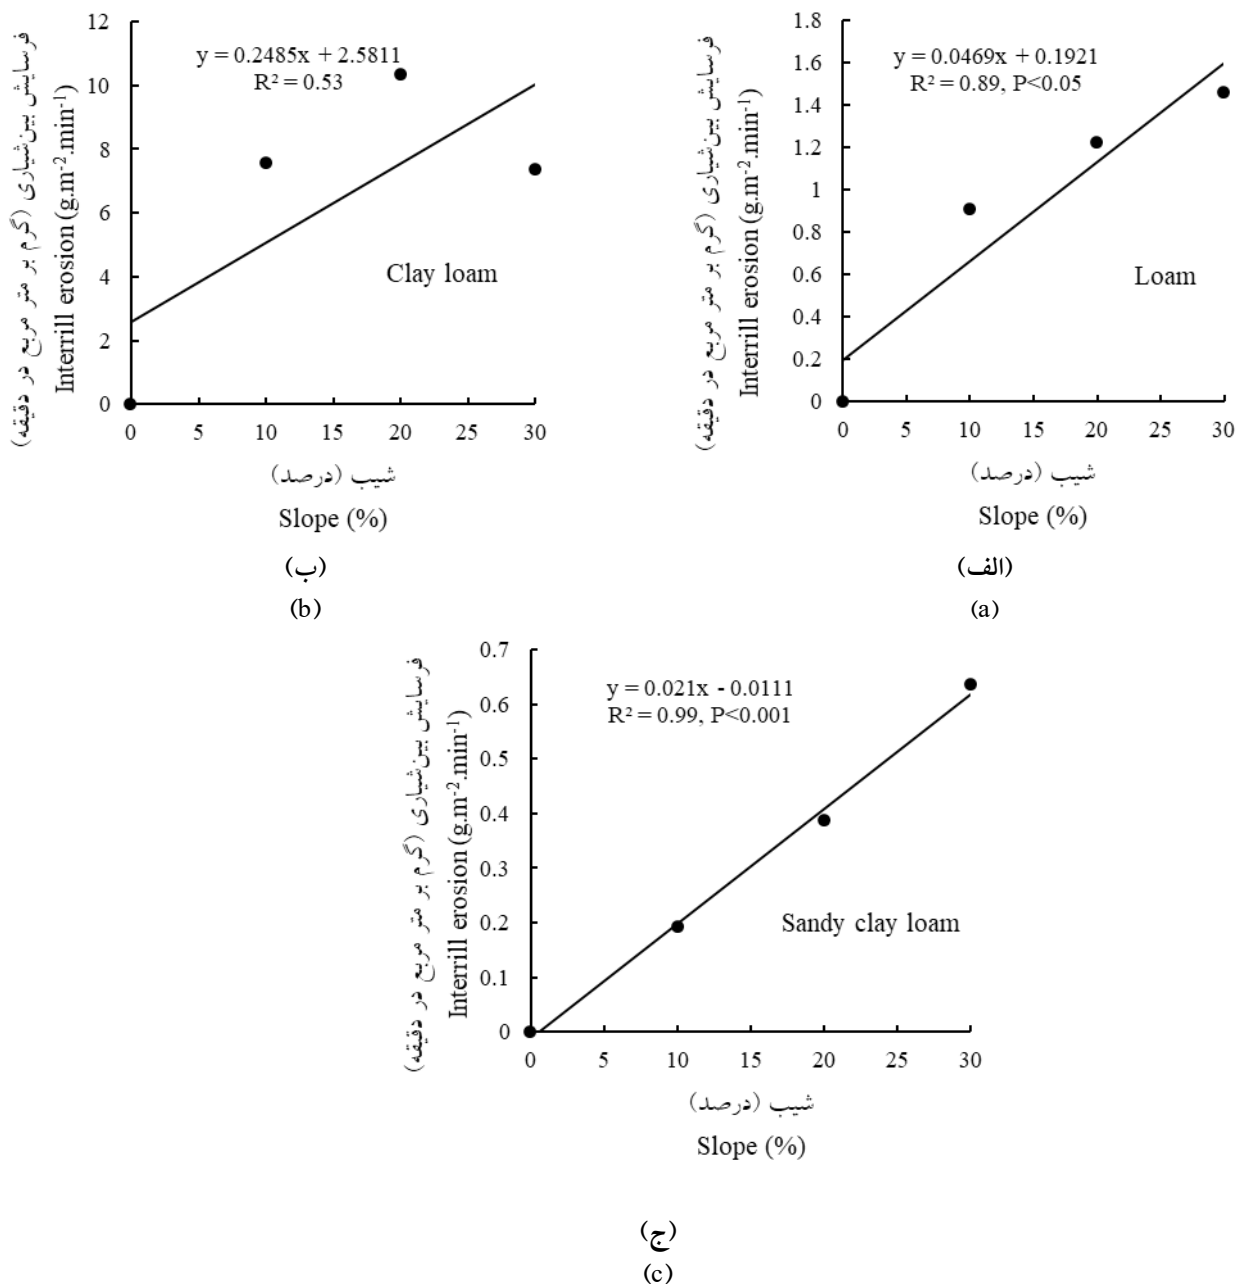 فرسایش بین‌شیاری (گرم بر متر مربع در دقیقه)
Interrill erosion (g.m⁻².min⁻¹)
1.8
1.6
1.4
1.2
1
0.8
0.6
0.4
0.2
0
y = 0.0469x + 0.1921
R² = 0.89, P<0.05
Loam
0 5 10 15 20 25 30
شیب (درصد)
Slope (%)
(الف)
(a)
فرسایش بین‌شیاری (گرم بر متر مربع در دقیقه)
Interrill erosion (g.m⁻².min⁻¹)
12
10
8
6
4
2
0
y = 0.2485x + 2.5811
R² = 0.53
Clay loam
0 5 10 15 20 25 30
شیب (درصد)
Slope (%)
(ب)
(b)
فرسایش بین‌شیاری (گرم بر متر مربع در دقیقه)
Interrill erosion (g.m⁻².min⁻¹)
0.7
0.6
0.5
0.4
0.3
0.2
0.1
0
y = 0.021x - 0.0111
R² = 0.99, P<0.001
Sandy clay loam
0 5 10 15 20 25 30
شیب (درصد)
Slope (%)
(ج)
(c)